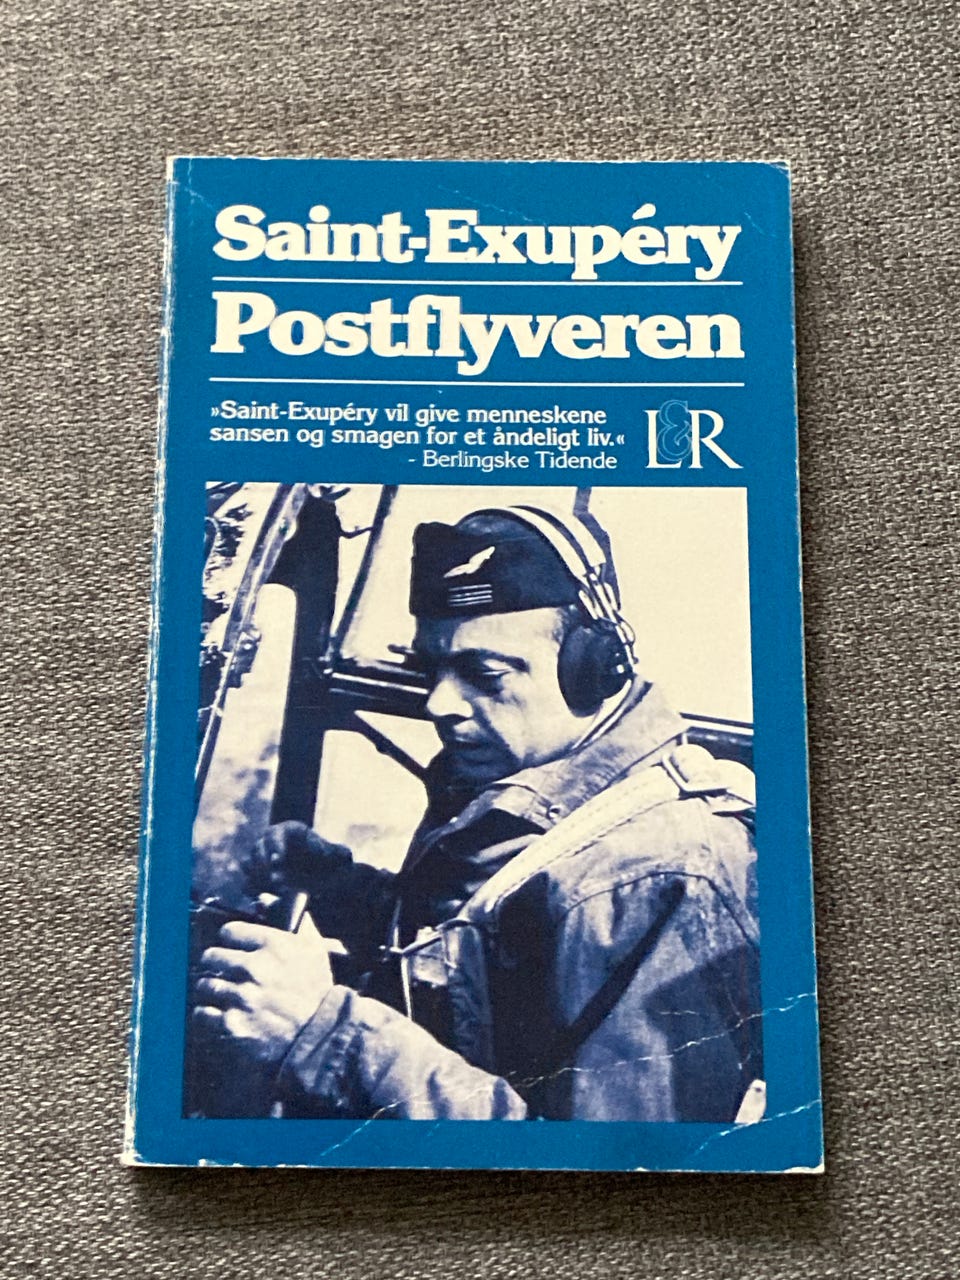 Saint-Exupéry
Postflyveren
»Saint-Exupéry vil give menneskene
sansen og smagen for et åndeligt liv.«
- Berlingske Tidende
L&R